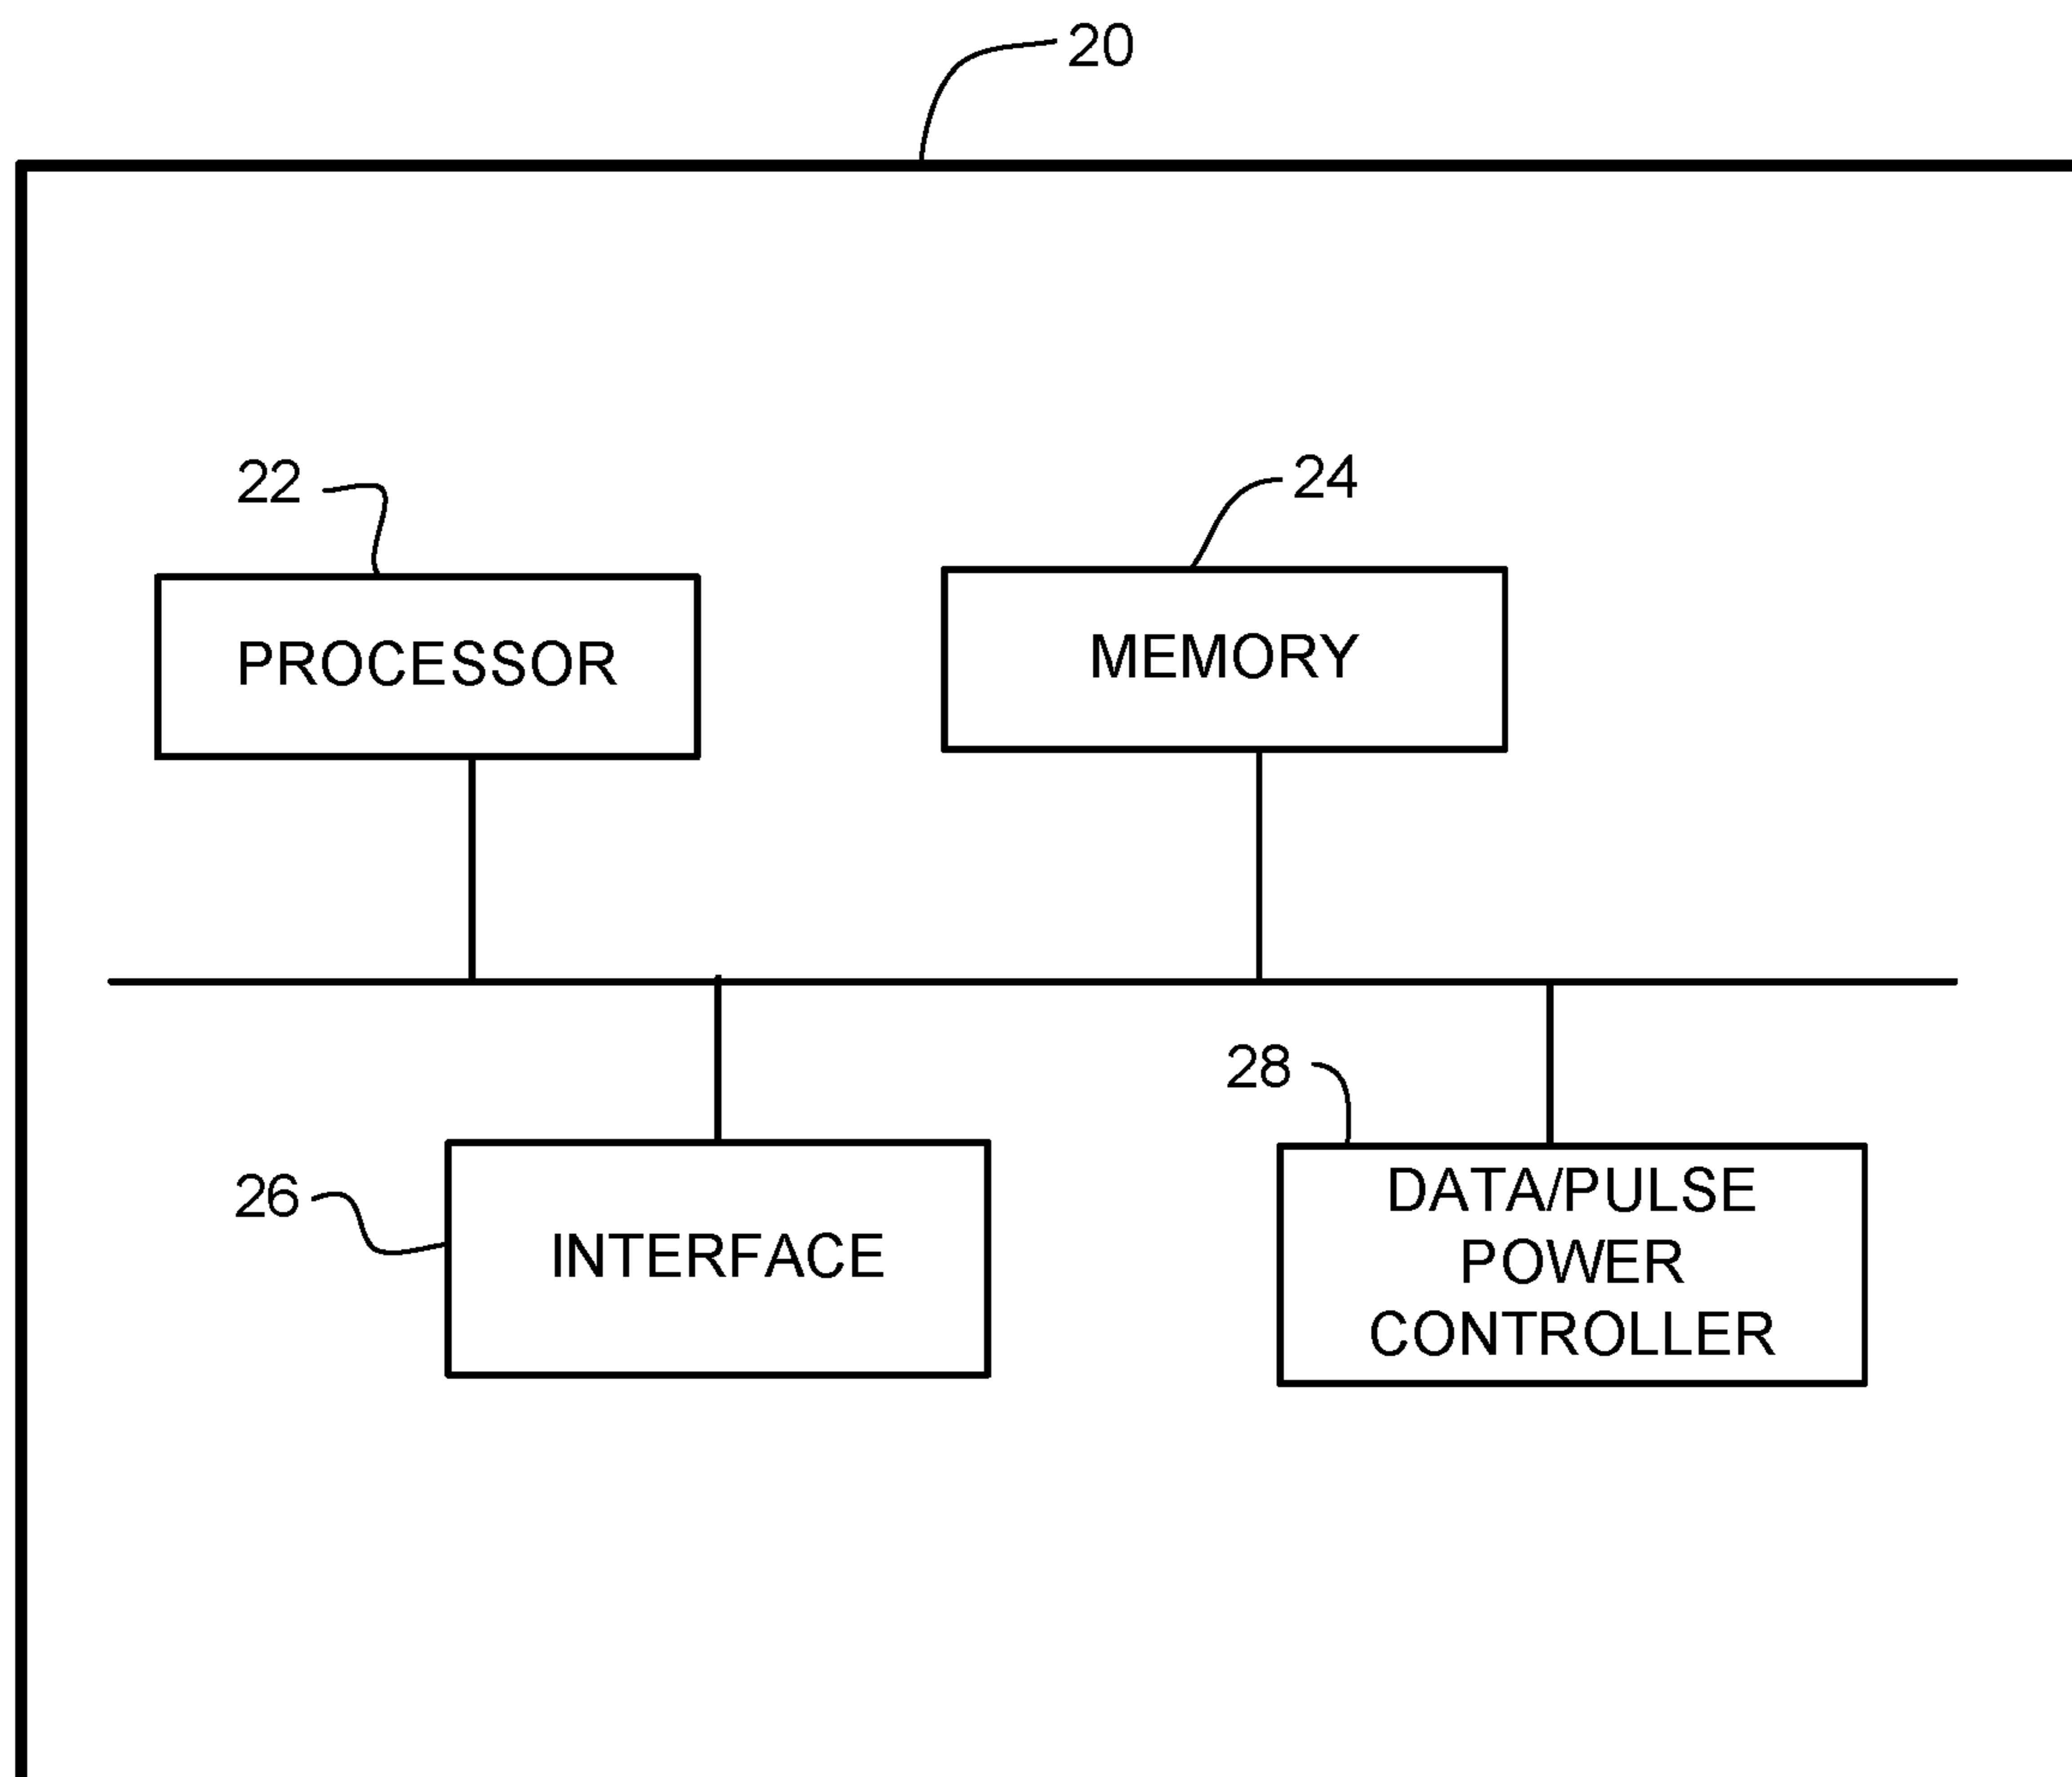 20
22
24
PROCESSOR
MEMORY
28
26
INTERFACE
DATA/PULSE
POWER
CONTROLLER